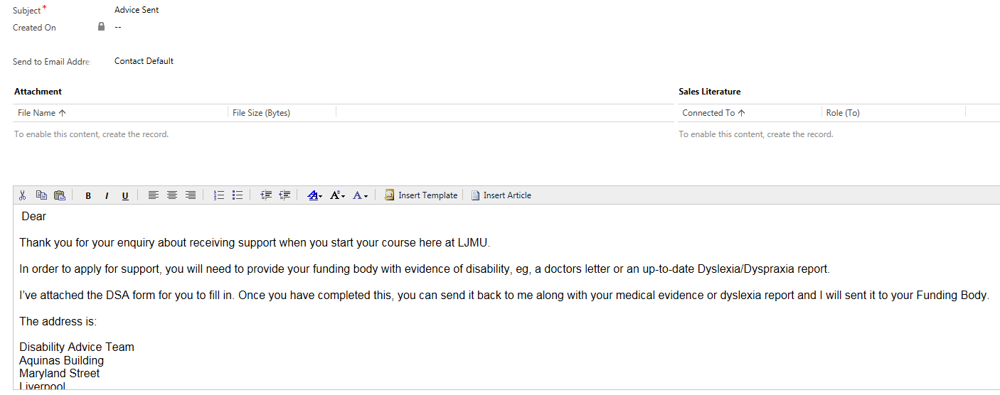 Subject*
Advice Sent
Created On
--
Send to Email Addre
Contact Default
Attachment
Sales Literature
File Name ↑ File Size (Bytes)
Connected To ↑ Role (To)
To enable this content, create the record.
To enable this content, create the record.
B I U A A A Insert Template Insert Article
Dear
Thank you for your enquiry about receiving support when you start your course here at LJMU.
In order to apply for support, you will need to provide your funding body with evidence of disability, eg, a doctors letter or an up-to-date Dyslexia/Dyspraxia report.
I've attached the DSA form for you to fill in. Once you have completed this, you can send it back to me along with your medical evidence or dyslexia report and I will sent it to your Funding Body.
The address is:
Disability Advice Team
Aquinas Building
Maryland Street
Liverpool